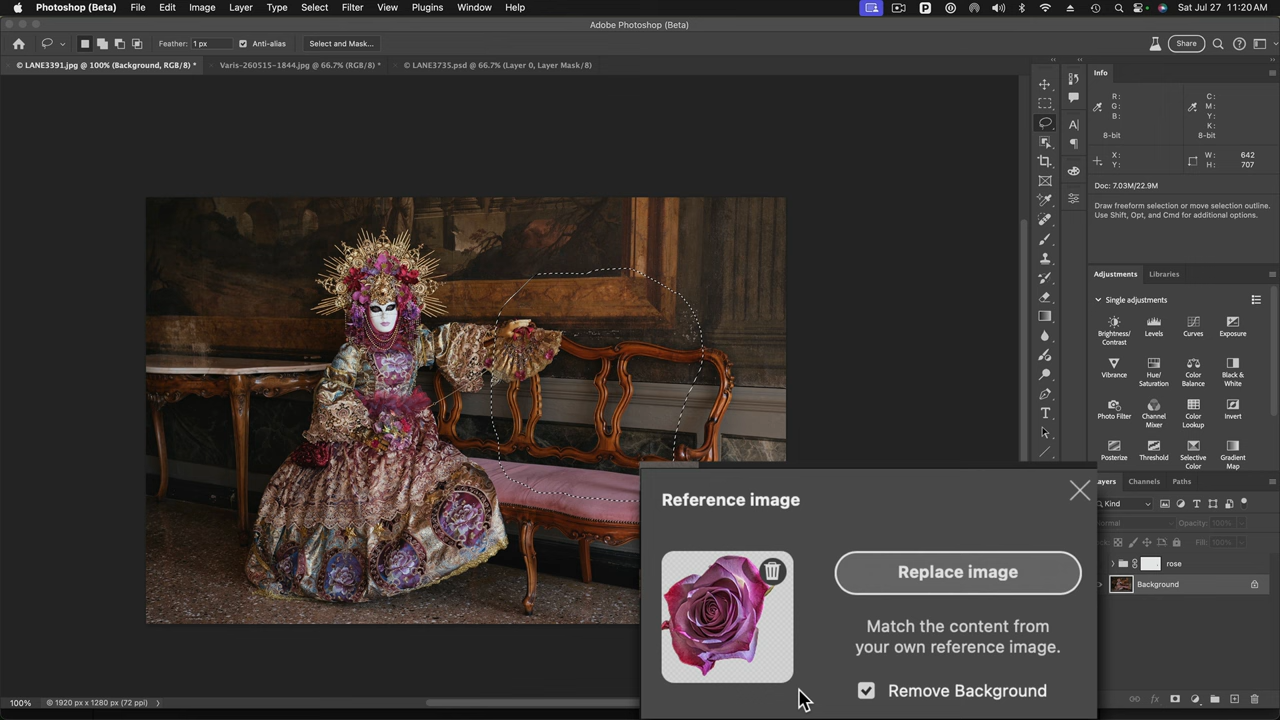 Photoshop (Beta) File Edit Image Layer Type Select Filter View Plugins Window Help Sat Jul 27 11:20 AM
Adobe Photoshop (Beta)
Feather: 1 px Anti-alias Select and Mask... Share
© LANE3391.jpg @ 100% (Background, RGB/8) * Varis-260515-1844.jpg @ 66.7% (RGB/8) * © LANE3735.psd @ 66.7% (Layer 0, Layer Mask/8)
Info
R: C:
G: M:
B: Y:
K:
8-bit 8-bit
X: W: 642
Y: H: 707
Doc: 7.03M/22.9M
Draw freeform selection or move selection outline.
Use Shift, Opt, and Cmd for additional options.
Adjustments Libraries
Single adjustments
Brightness/ Contrast Levels Curves Exposure
Vibrance Hue/ Saturation Color Balance Black & White
Photo Filter Channel Mixer Color Lookup Invert
Posterize Threshold Selective Color Gradient Map
ayers Channels Paths
Kind
ormal Opacity: 100%
ck: Fill: 100%
rose
Background
Reference image
Replace image
Match the content from
your own reference image.
Remove Background
100% 1920 px x 1280 px (72 ppi)